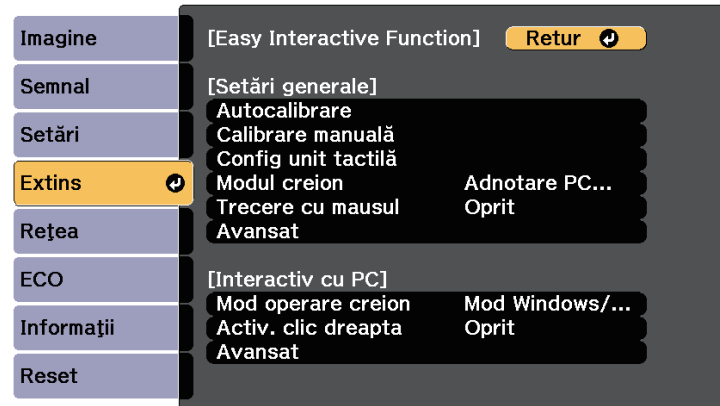 Imagine
Semnal
Setări
Extins
Reţea
ECO
Informaţii
Reset
[Easy Interactive Function] Retur
[Setări generale]
Autocalibrare
Calibrare manuală
Config unit tactilă
Modul creion Adnotare PC...
Trecere cu mausul Oprit
Avansat
[Interactiv cu PC]
Mod operare creion Mod Windows/...
Activ. clic dreapta Oprit
Avansat